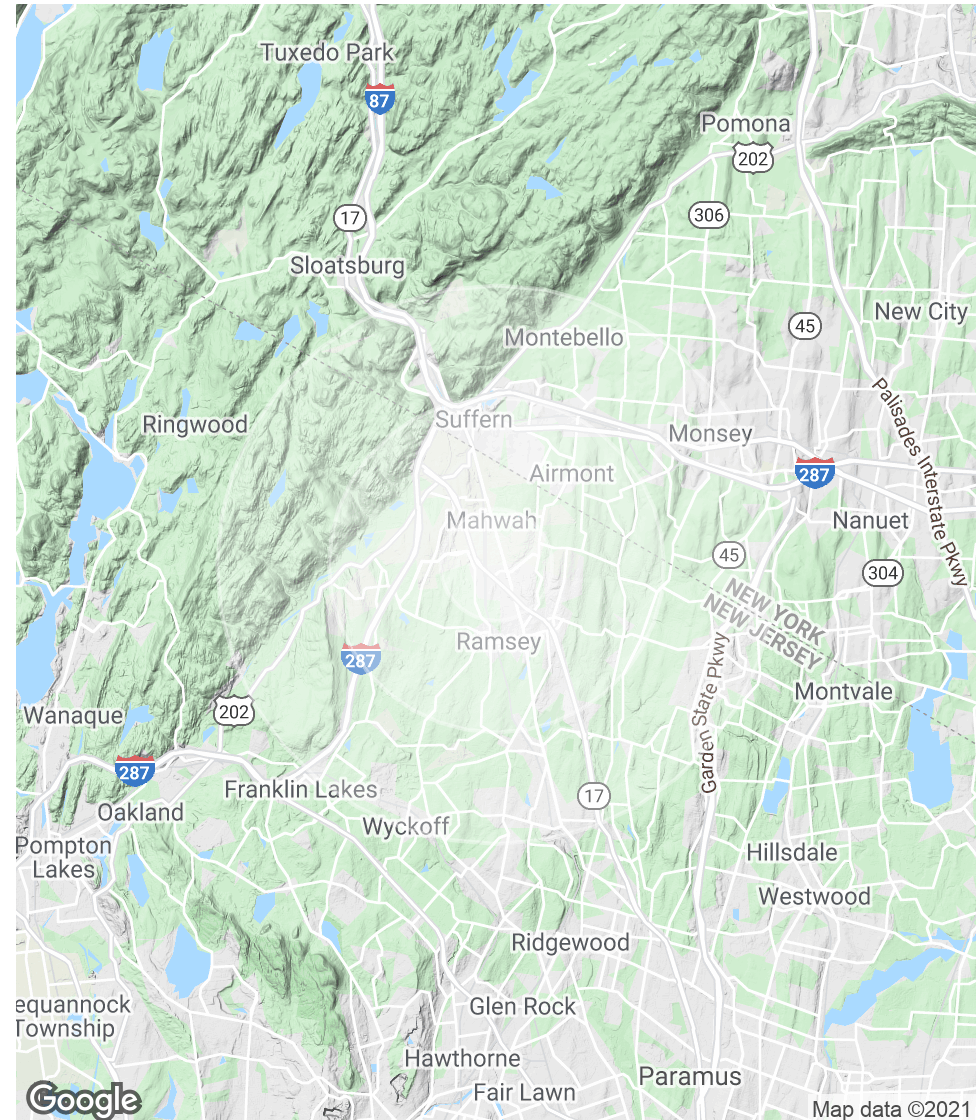 Tuxedo Park
87
Pomona
202
306
17
Sloatsburg
New City
45
Montebello
Palisades Interstate Pkwy
Suffern
Ringwood
Monsey
Airmont
287
Mahwah
Nanuet
45
304
NEW YORK
NEW JERSEY
Ramsey
287
Garden State Pkwy
Montvale
202
Wanaque
287
Franklin Lakes
17
Oakland
Wyckoff
Pompton
Lakes
Hillsdale
Westwood
Ridgewood
equannock
Township
Glen Rock
Hawthorne
Paramus
Fair Lawn
Google
Map data ©2021